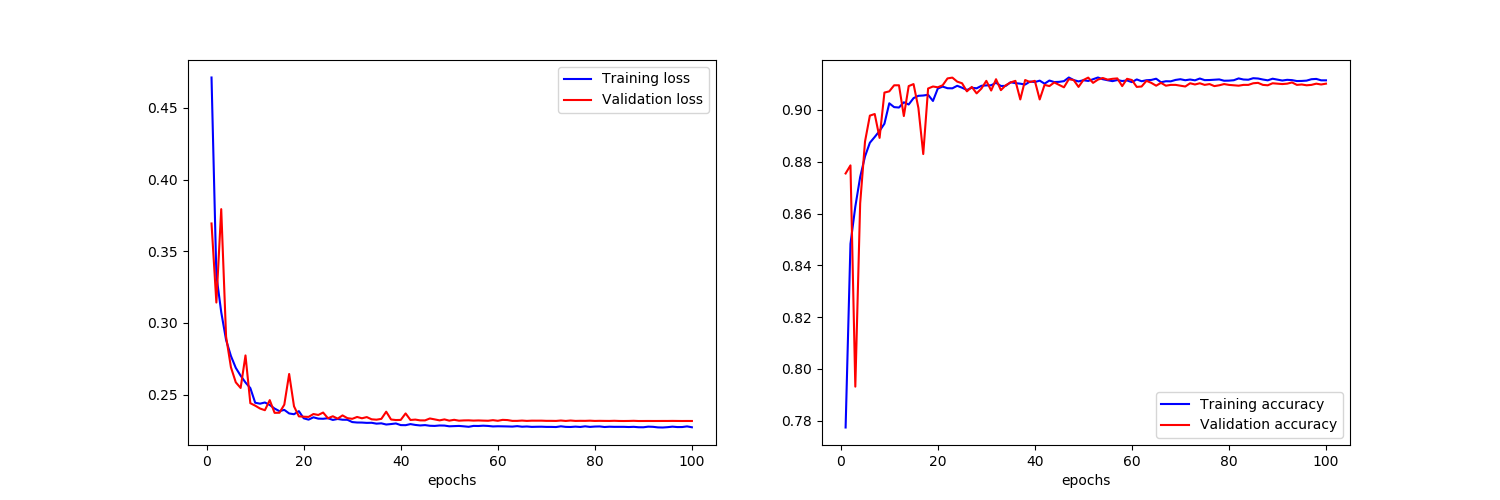 Training loss
Validation loss
0.45
0.40
0.35
0.30
0.25
0 20 40 60 80 100
epochs
0.90
0.88
0.86
0.84
0.82
0.80
0.78
Training accuracy
Validation accuracy
0 20 40 60 80 100
epochs